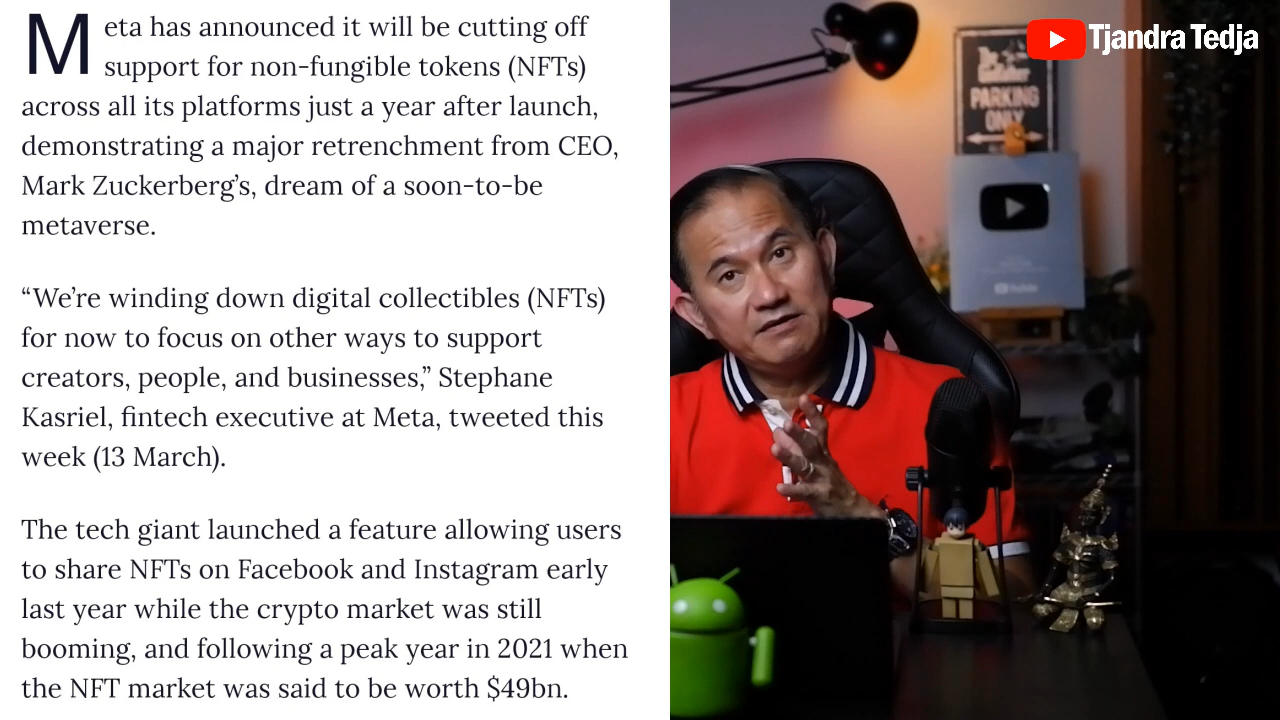 Meta has announced it will be cutting off
support for non-fungible tokens (NFTs)
across all its platforms just a year after launch,
demonstrating a major retrenchment from CEO,
Mark Zuckerberg’s, dream of a soon-to-be
metaverse.
“We’re winding down digital collectibles (NFTs)
for now to focus on other ways to support
creators, people, and businesses,” Stephane
Kasriel, fintech executive at Meta, tweeted this
week (13 March).
The tech giant launched a feature allowing users
to share NFTs on Facebook and Instagram early
last year while the crypto market was still
booming, and following a peak year in 2021 when
the NFT market was said to be worth $49bn.
Tjandra Tedja
The
PARKING
ONLY
YouTube